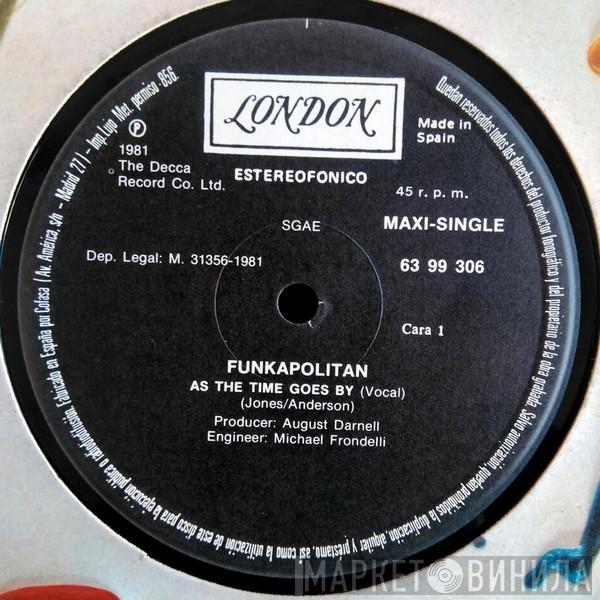 LONDON
Made in
Spain
℗
1981
The Decca
Record Co. Ltd.
ESTEREOFONICO
45 r. p. m.
SGAE
MAXI-SINGLE
Dep. Legal: M. 31356-1981
63 99 306
Cara 1
FUNKAPOLITAN
AS THE TIME GOES BY (Vocal)
(Jones/Anderson)
Producer: August Darnell
Engineer: Michael Frondelli
Quedan reservados todos los derechos del productor fonográfico y del propietario de la obra grabada. Salvo autorización, quedan prohibidos la duplicación, alquiler y préstamo, así como la utilización de este disco para la ejecución pública o radiodifusión. Fabricado en España por Cofasa (Av. América, s/n - Madrid 27) - Imp. Lujo Met. permiso 856.
МАРКЕТ ВИНИЛА